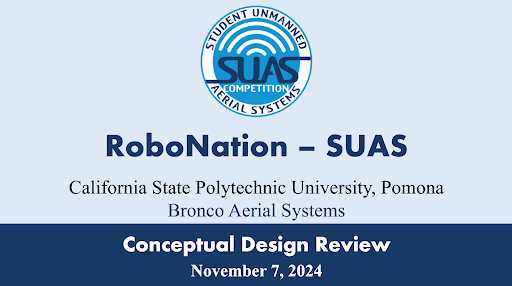 STUDENT UNMANNED
SUAS
COMPETITION
AERIAL SYSTEMS
RoboNation – SUAS
California State Polytechnic University, Pomona
Bronco Aerial Systems
Conceptual Design Review
November 7, 2024